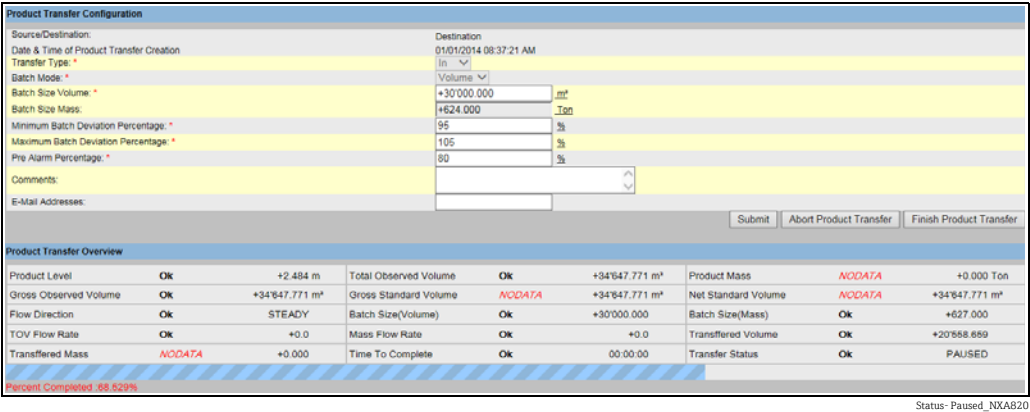 Product Transfer Configuration
Source/Destination: Destination
Date & Time of Product Transfer Creation 01/01/2014 08:37:21 AM
Transfer Type: * In
Batch Mode: * Volume
Batch Size Volume: * +30'000.000 m³
Batch Size Mass: +624.000 Ton
Minimum Batch Deviation Percentage: * 95 %
Maximum Batch Deviation Percentage: * 105 %
Pre Alarm Percentage: * 80 %
Comments:
E-Mail Addresses:
Submit Abort Product Transfer Finish Product Transfer
Product Transfer Overview
Product Level Ok +2.484 m Total Observed Volume Ok +34'647.771 m³ Product Mass NODATA +0.000 Ton
Gross Observed Volume Ok +34'647.771 m³ Gross Standard Volume NODATA +34'647.771 m³ Net Standard Volume NODATA +34'647.771 m³
Flow Direction Ok STEADY Batch Size(Volume) Ok +30'000.000 Batch Size(Mass) Ok +627.000
TOV Flow Rate Ok +0.0 Mass Flow Rate Ok +0.0 Transffered Volume Ok +20'558.659
Transffered Mass NODATA +0.000 Time To Complete Ok 00:00:00 Transfer Status Ok PAUSED
Percent Completed :68.529%
Status-Paused_NXA820